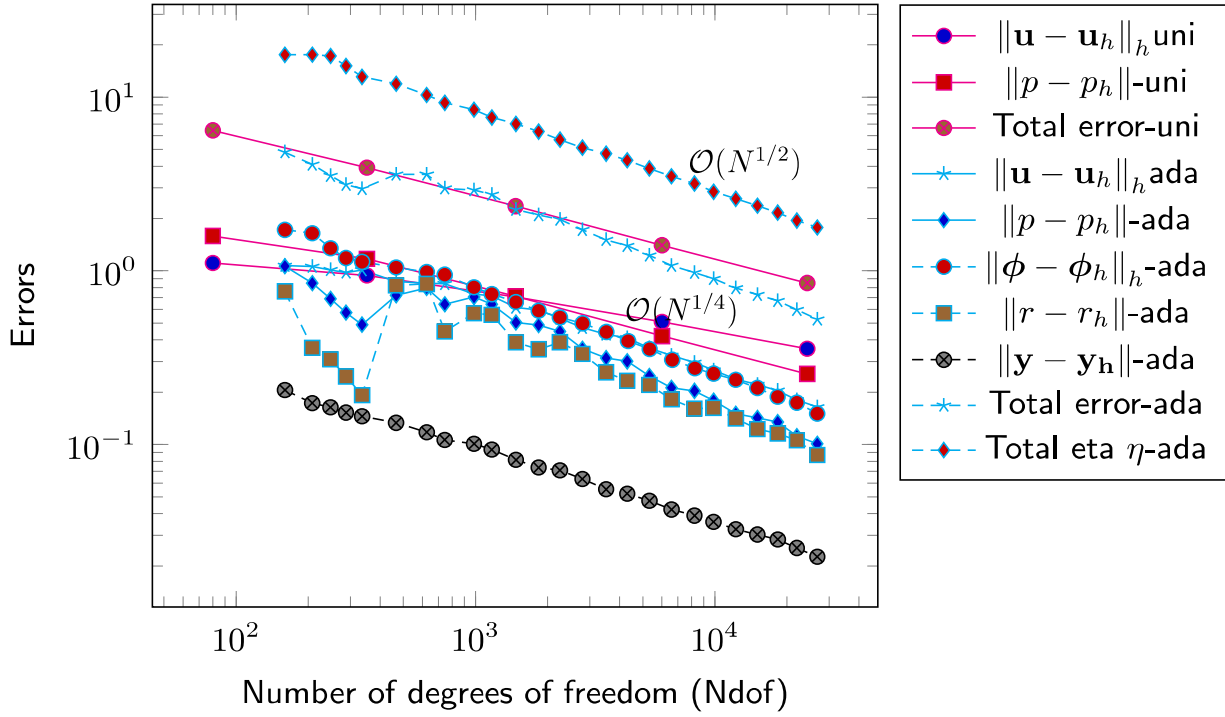 10^1
10^0
10^{-1}
Errors
O(N^{1/2})
O(N^{1/4})
10^2
10^3
10^4
Number of degrees of freedom (Ndof)
‖u − u_h‖_h uni
‖p − p_h‖-uni
Total error-uni
‖u − u_h‖_h ada
‖p − p_h‖-ada
‖ϕ − ϕ_h‖_h-ada
‖r − r_h‖-ada
‖y − y_h‖-ada
Total error-ada
Total eta η-ada